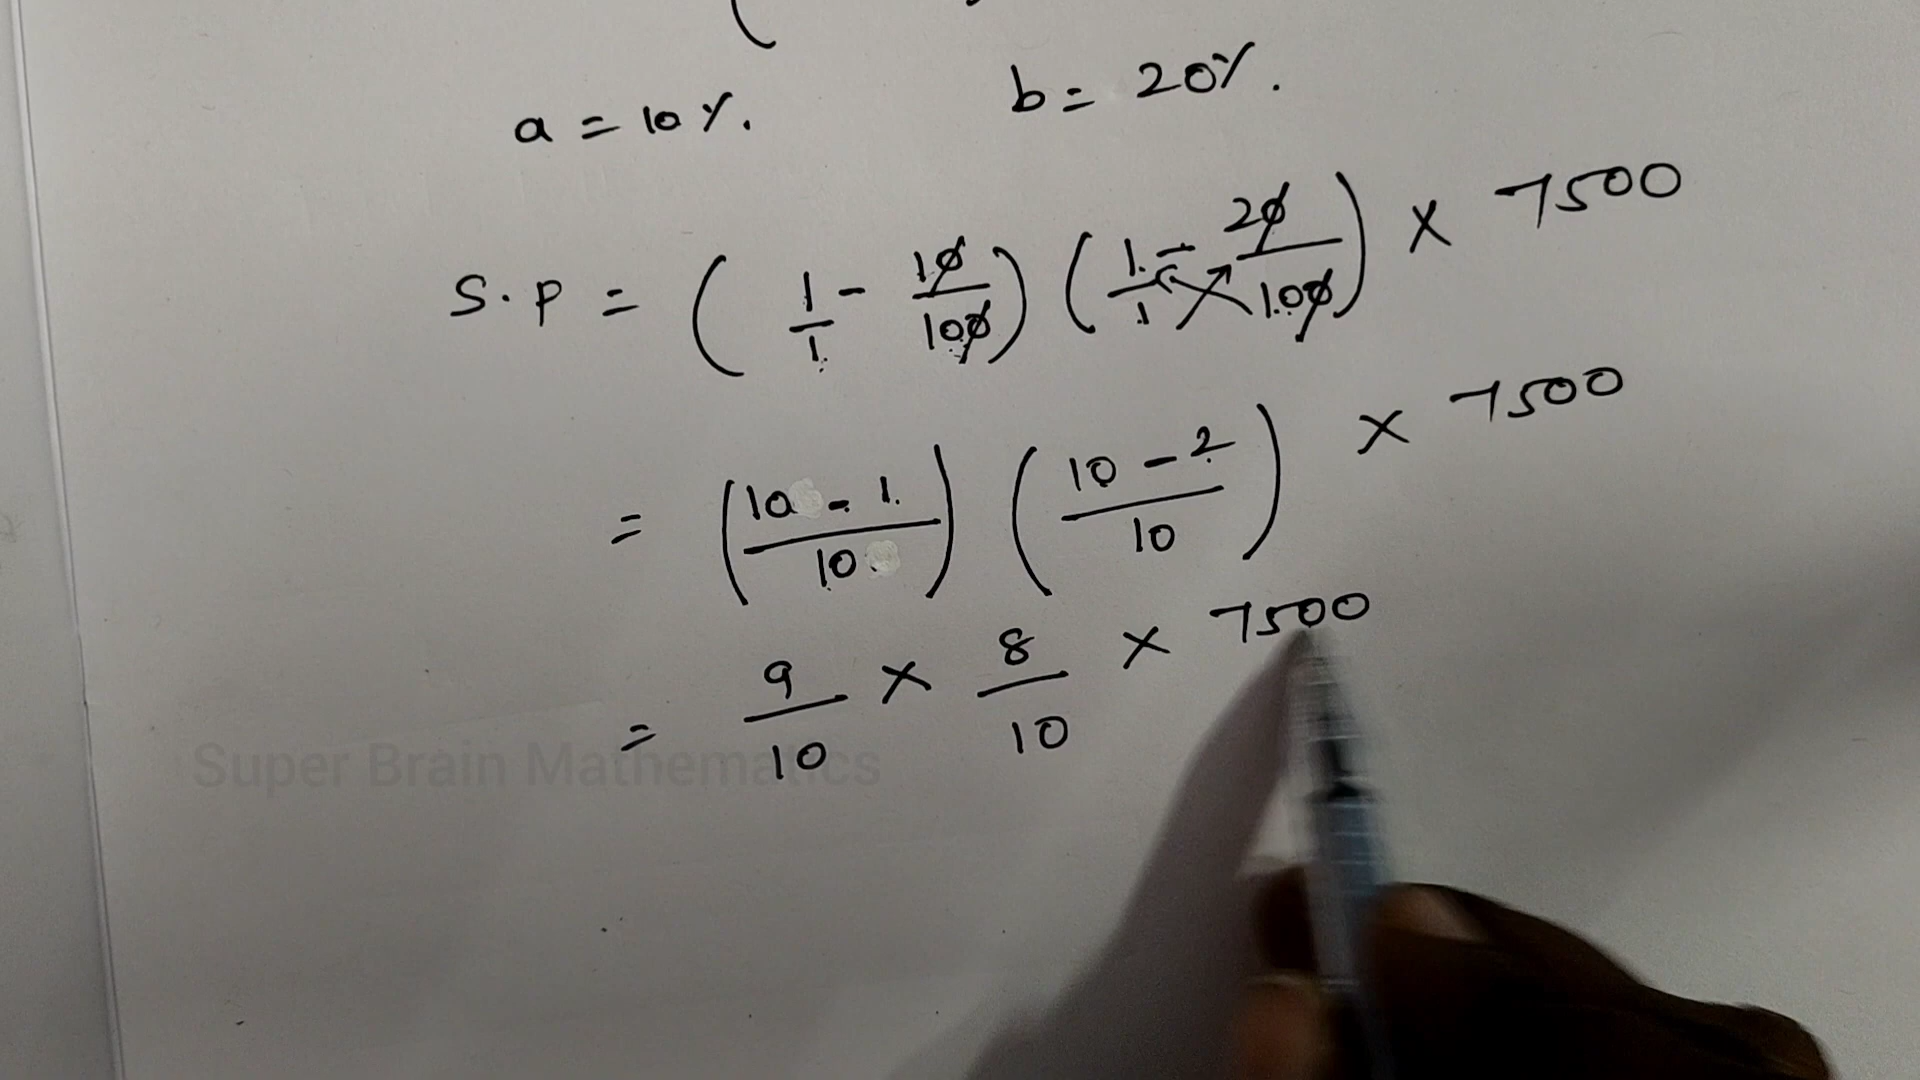 a = 10%. b = 20%.
S.P = ( 1/1 - 10/100 ) ( 1/1 - 20/100 ) × 7500
= ( 10 - 1 / 10 ) ( 10 - 2 / 10 ) × 7500
= 9/10 × 8/10 × 7500
Super Brain Mathematics